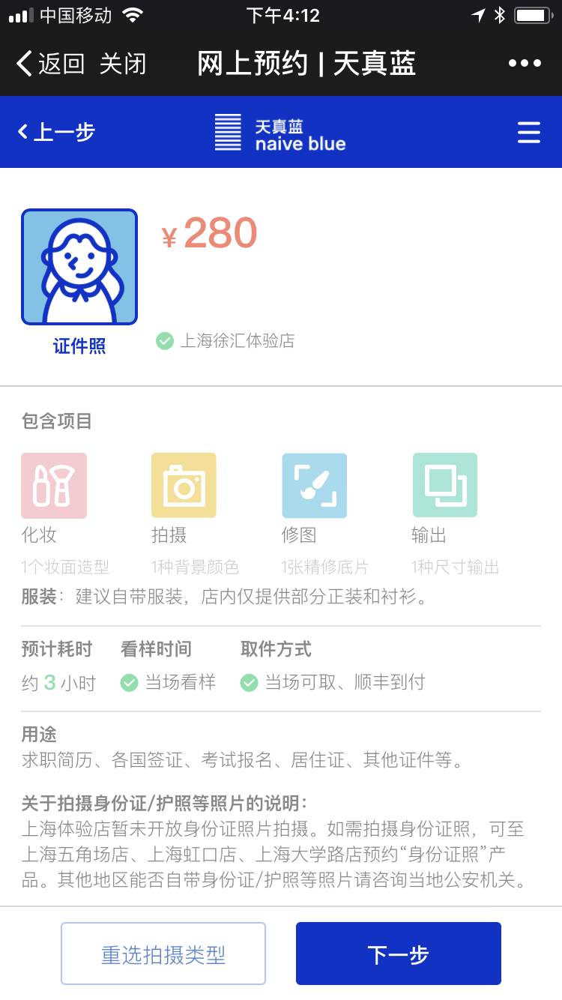 中国移动
下午4:12
返回 关闭 网上预约 | 天真蓝
上一步
天真蓝
naive blue
¥280
证件照
上海徐汇体验店
包含项目
化妆 拍摄 修图 输出
1个妆面造型 1种背景颜色 1张精修底片 1种尺寸输出
服装：建议自带服装，店内仅提供部分正装和衬衫。
预计耗时 看样时间 取件方式
约 3 小时 当场看样 当场可取、顺丰到付
用途
求职简历、各国签证、考试报名、居住证、其他证件等。
关于拍摄身份证/护照等照片的说明：
上海体验店暂未开放身份证照片拍摄。如需拍摄身份证照，可至
上海五角场店、上海虹口店、上海大学路店预约“身份证照”产
品。其他地区能否自带身份证/护照等照片请咨询当地公安机关。
重选拍摄类型 下一步